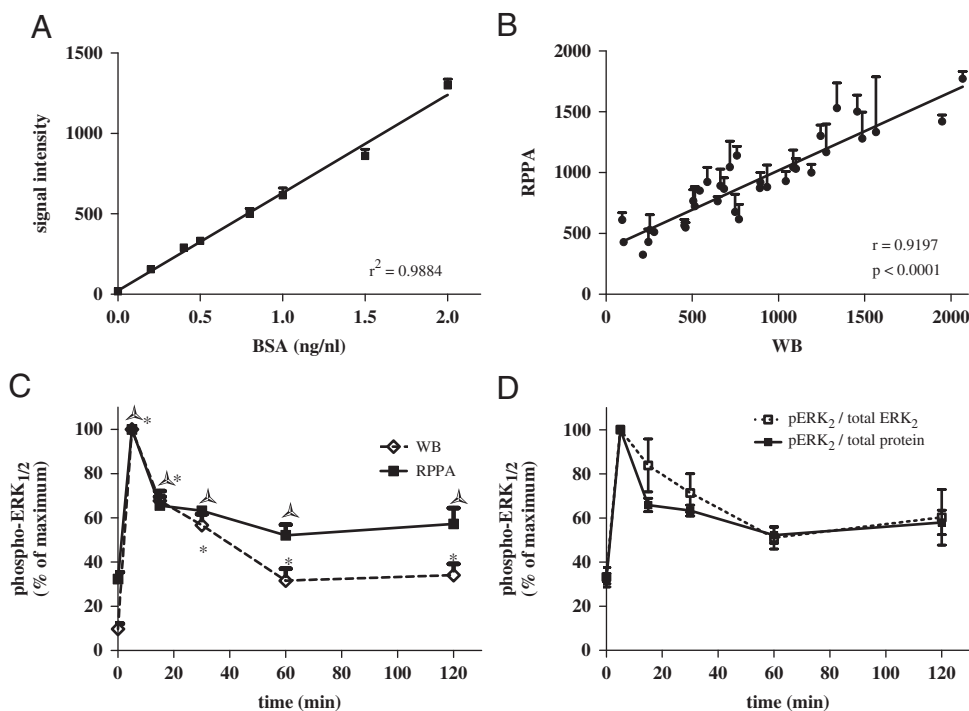 A
1500
1000
500
0
0.0 0.5 1.0 1.5 2.0
signal intensity
BSA (ng/nl)
r² = 0.9884
B
2000
1500
1000
500
0
500 1000 1500 2000
RPPA
WB
r = 0.9197
p < 0.0001
C
100
80
60
40
20
0
0 20 40 60 80 100 120
phospho-ERK1/2
(% of maximum)
time (min)
WB
RPPA
*
*
*
*
*
D
100
80
60
40
20
0
0 20 40 60 80 100 120
phospho-ERK1/2
(% of maximum)
time (min)
pERK2 / total ERK2
pERK2 / total protein